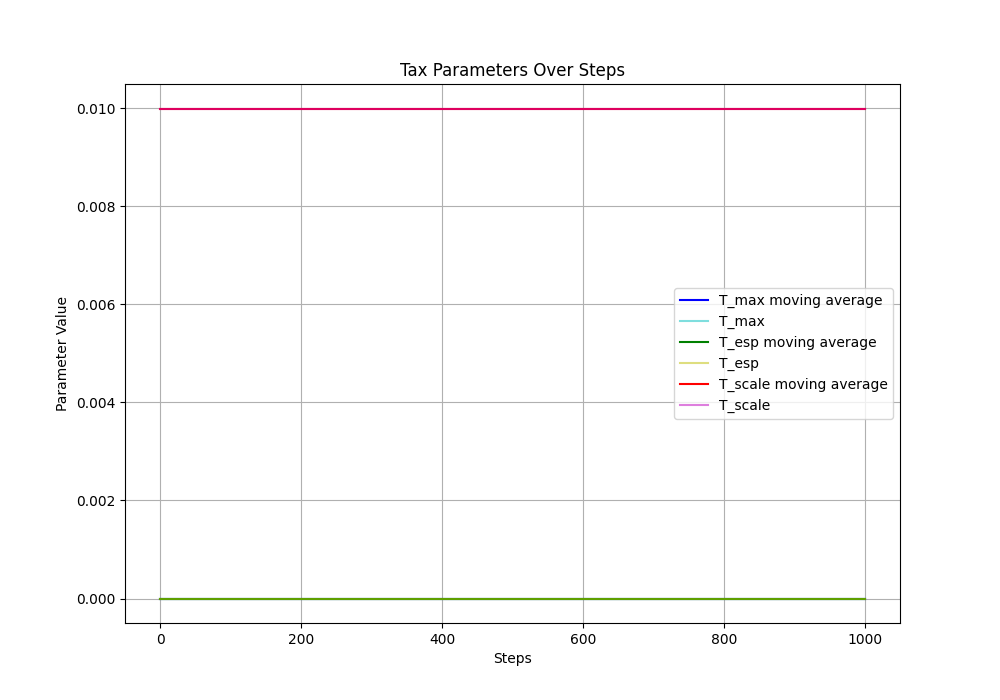 Tax Parameters Over Steps
Parameter Value
0.010
0.008
0.006
0.004
0.002
0.000
T_max moving average
T_max
T_esp moving average
T_esp
T_scale moving average
T_scale
0 200 400 600 800 1000
Steps